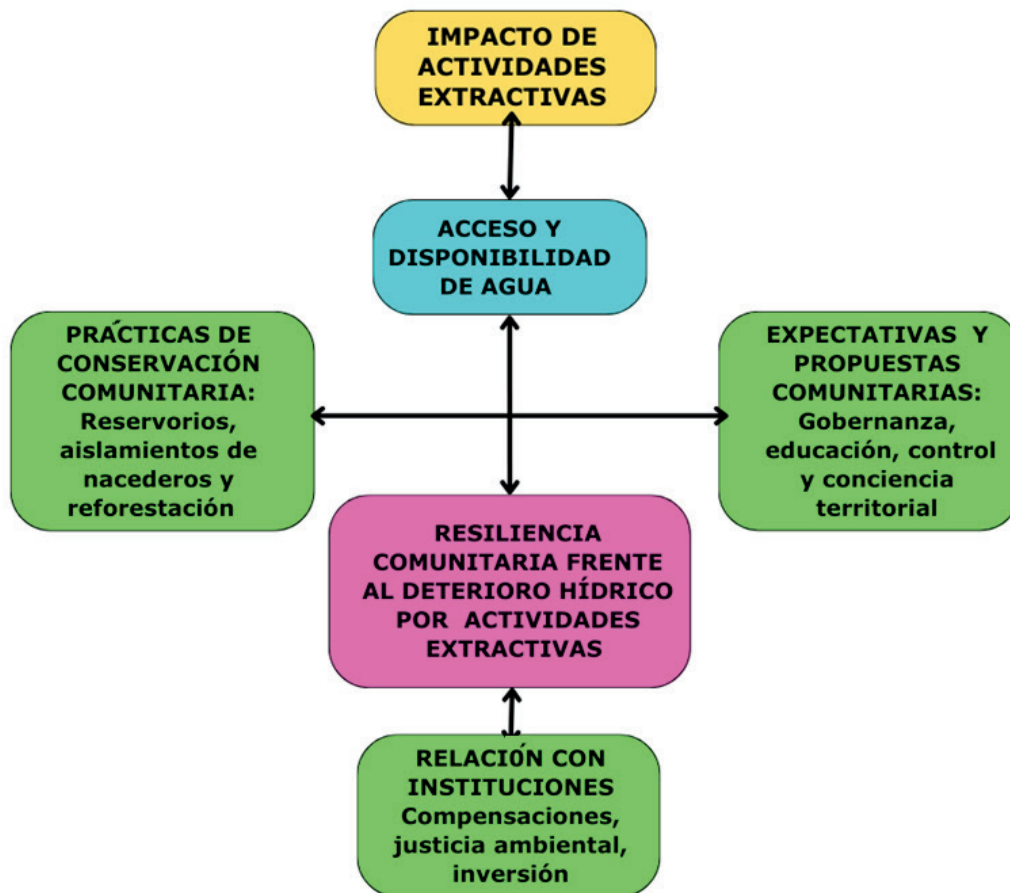 IMPACTO DE
ACTIVIDADES
EXTRACTIVAS
ACCESO Y
DISPONIBILIDAD
DE AGUA
PRÁCTICAS DE
CONSERVACIÓN
COMUNITARIA:
Reservorios,
aislamientos de
nacederos y
reforestación
EXPECTATIVAS Y
PROPUESTAS
COMUNITARIAS:
Gobernanza,
educación, control
y conciencia
territorial
RESILIENCIA
COMUNITARIA FRENTE
AL DETERIORO HÍDRICO
POR ACTIVIDADES
EXTRACTIVAS
RELACIÓN CON
INSTITUCIONES
Compensaciones,
justicia ambiental,
inversión